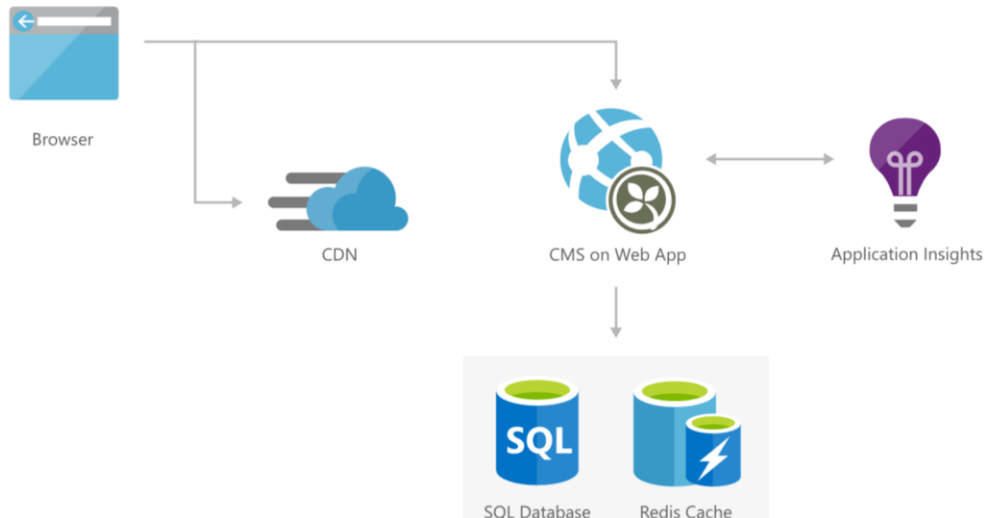 Browser
CDN
CMS on Web App
Application Insights
SQL
SQL Database
Redis Cache